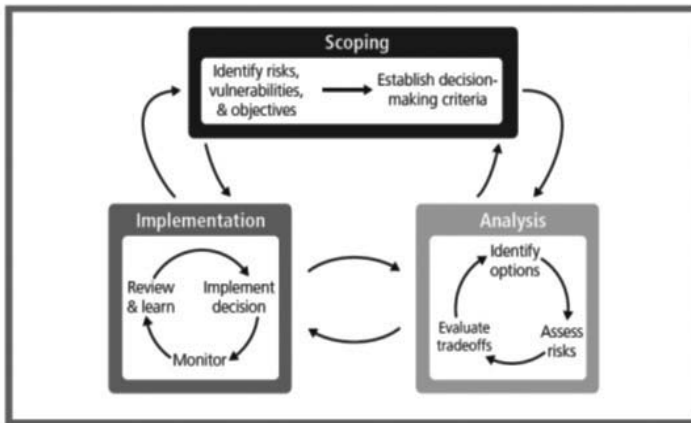 Scoping
Identify risks,
vulnerabilities,
& objectives
Establish decision-
making criteria
Implementation
Review
& learn
Implement
decision
Monitor
Analysis
Identify
options
Evaluate
tradeoffs
Assess
risks